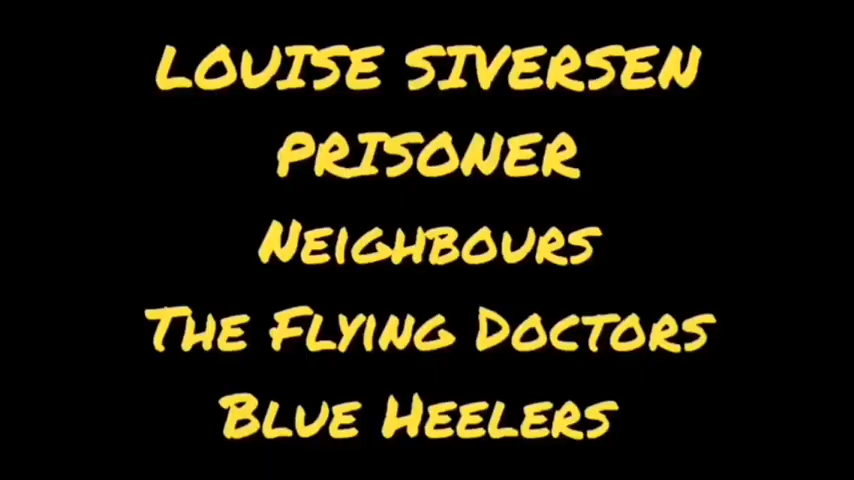 LOUISE SIVERSEN
PRISONER
NEIGHBOURS
THE FLYING DOCTORS
BLUE HEELERS